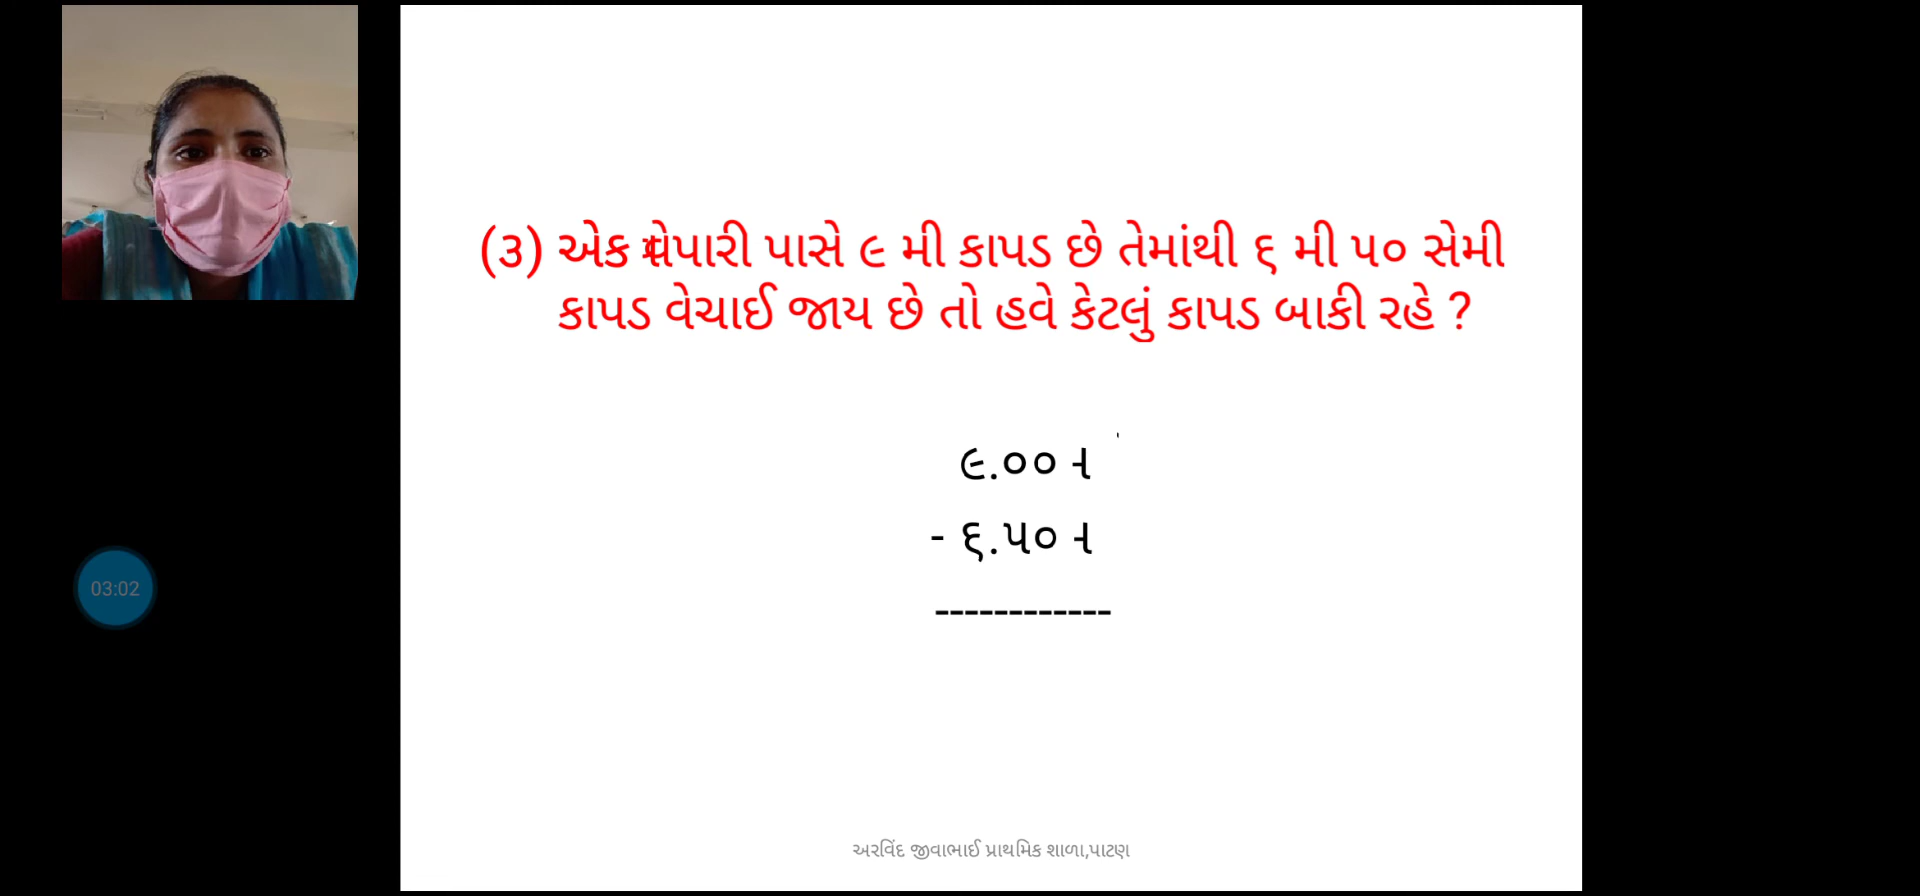 (૩) એક પાસે ૯ મી કાપડ છે તેમાંથી ૬ મી ૫૦ સેમી
કાપડ વેચાઈ જાય છે તો હવે કેટલું કાપડ બાકી રહે ?
૯.૦૦
- ૬.૫૦
------------
અરવિંદ જીવાભાઈ પ્રાથમિક શાળા,પાટણ
03:02